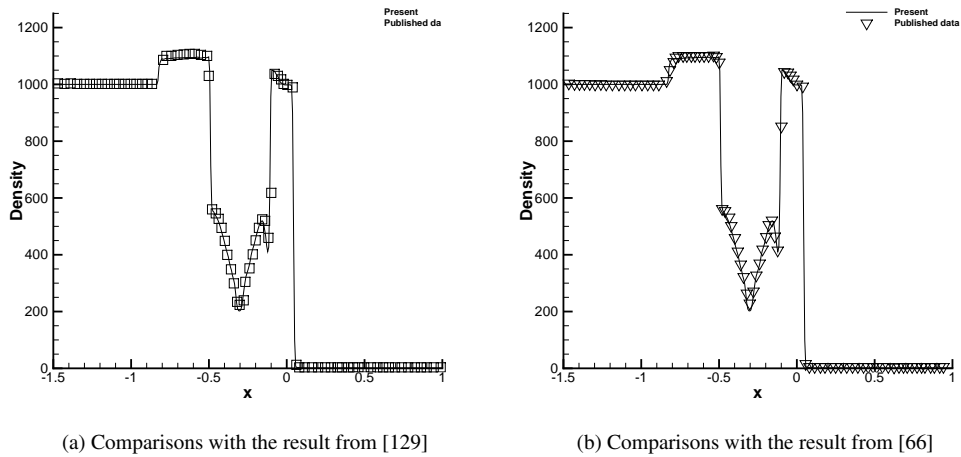 Present
Published da
Density
1200
1000
800
600
400
200
0
-1.5
-1
-0.5
0
0.5
1
x
(a) Comparisons with the result from [129]
Present
Published data
Density
1200
1000
800
600
400
200
0
-1.5
-1
-0.5
0
0.5
1
x
(b) Comparisons with the result from [66]